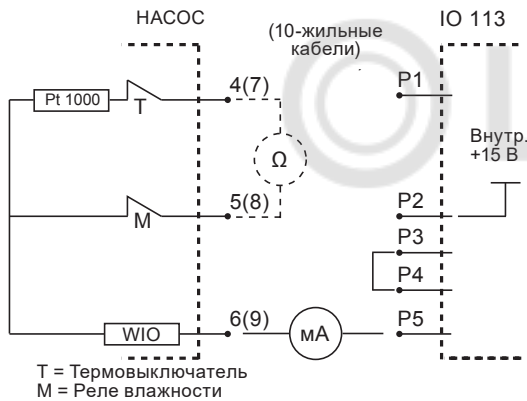 НАСОС
(10-жильные
кабели)
IO 113
Pt 1000
T
4(7)
P1
Ω
Внутр.
+15 В
M
5(8)
P2
P3
P4
WIO
6(9)
мА
P5
T = Термовыключатель
M = Реле влажности